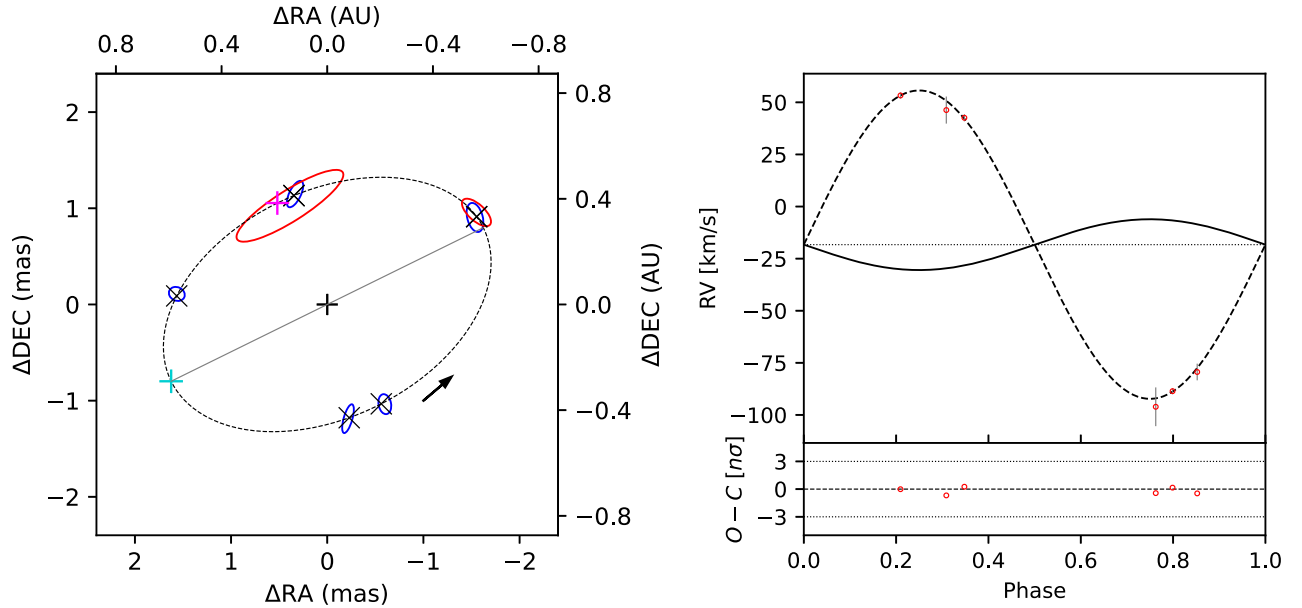 ΔRA (AU)
0.8 0.4 0.0 −0.4 −0.8
ΔDEC (mas)
2
1
0
−1
−2
0.8
0.4
0.0
−0.4
−0.8
ΔDEC (AU)
2 1 0 −1 −2
ΔRA (mas)
RV [km/s]
50
25
0
−25
−50
−75
−100
O − C [nσ]
3
0
−3
0.0 0.2 0.4 0.6 0.8 1.0
Phase